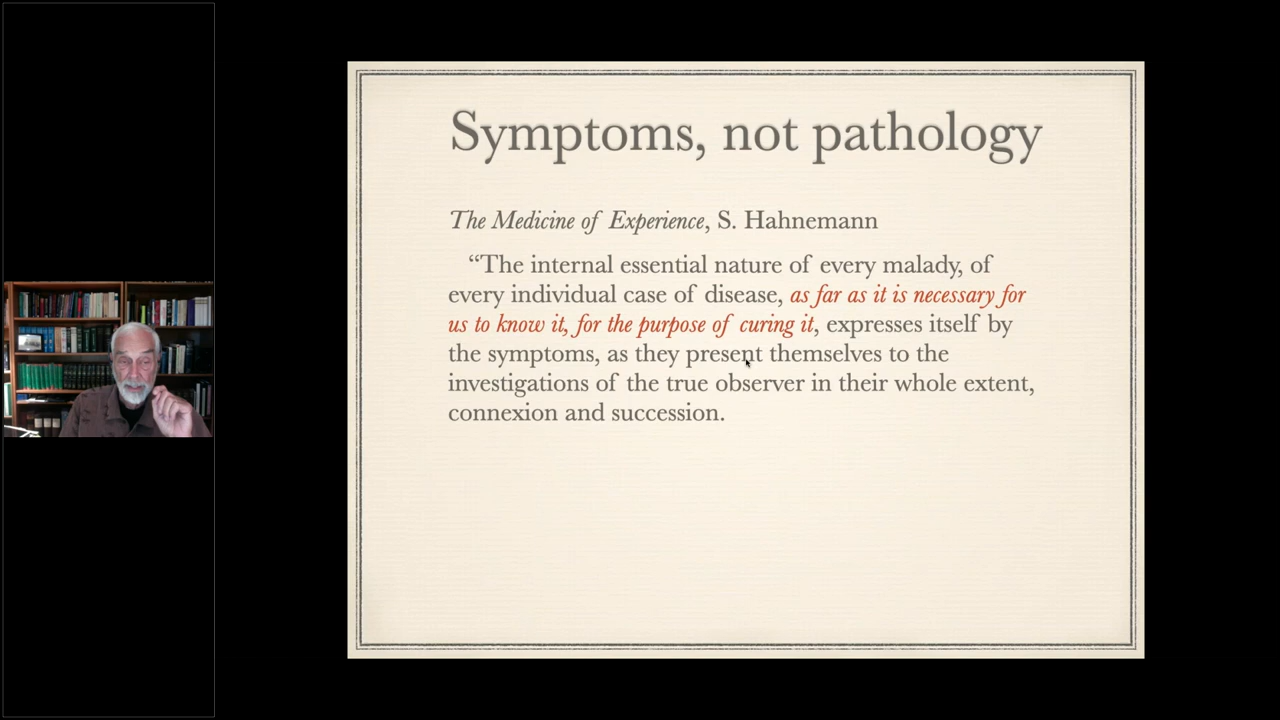 Symptoms, not pathology
The Medicine of Experience, S. Hahnemann
“The internal essential nature of every malady, of
every individual case of disease, as far as it is necessary for
us to know it, for the purpose of curing it, expresses itself by
the symptoms, as they present themselves to the
investigations of the true observer in their whole extent,
connexion and succession.